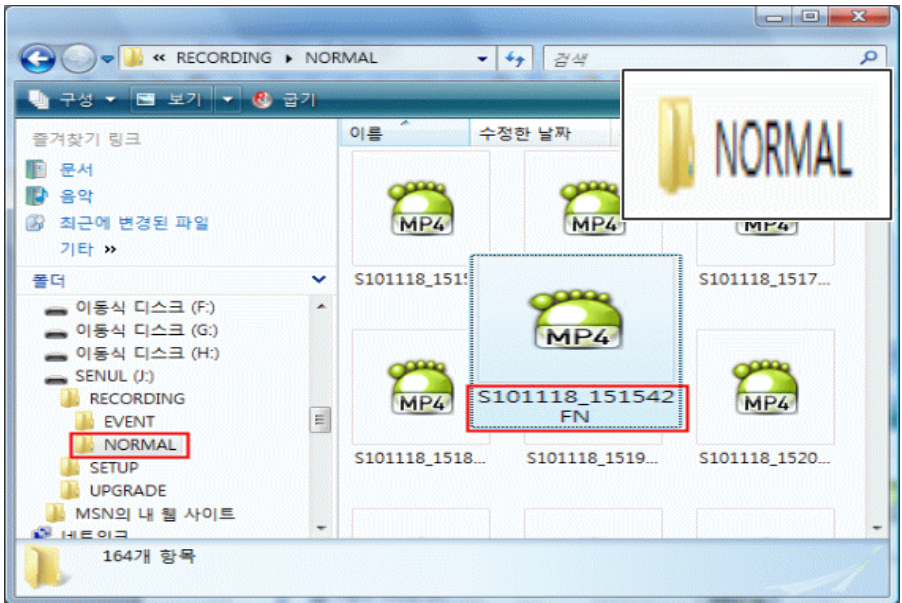 « RECORDING ▸ NORMAL
검색
구성
보기
굽기
NORMAL
즐겨찾기 링크
문서
음악
최근에 변경된 파일
기타 »
폴더
이동식 디스크 (F:)
이동식 디스크 (G:)
이동식 디스크 (H:)
SENUL (J:)
RECORDING
EVENT
NORMAL
SETUP
UPGRADE
MSN의 내 웹 사이트
네트워크
이름
수정한 날짜
MP4
MP4
MP4
S101118_151
S101118_1517...
MP4
S101118_151542
FN
MP4
MP4
S101118_1518...
S101118_1519...
S101118_1520...
164개 항목